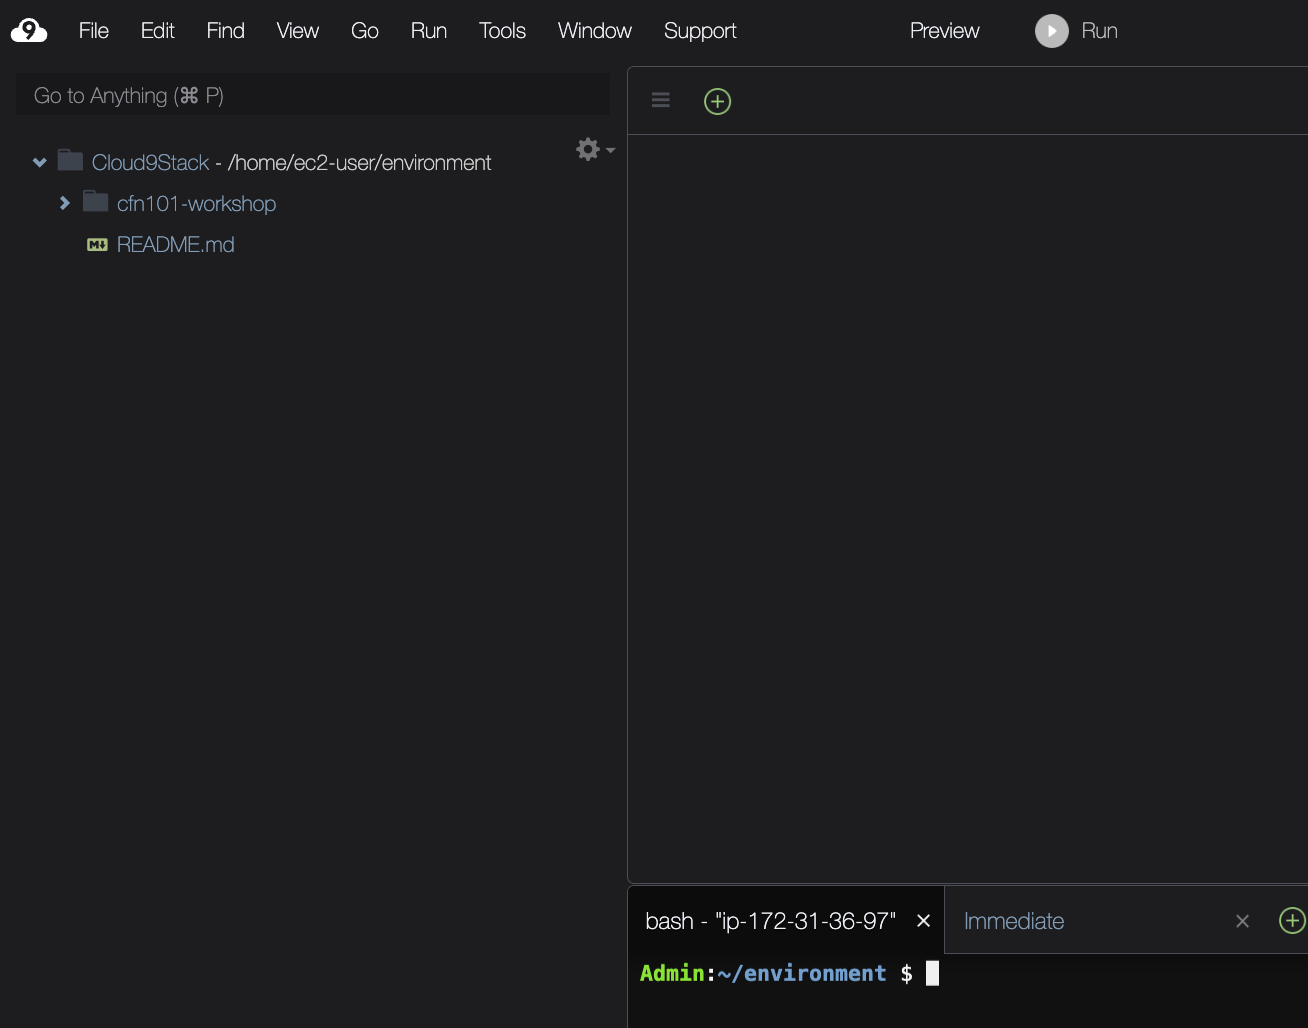 9 File Edit Find View Go Run Tools Window Support Preview Run
Go to Anything (⌘ P)
Cloud9Stack - /home/ec2-user/environment
cfn101-workshop
M↓ README.md
bash - "ip-172-31-36-97" × Immediate ×
Admin:~/environment $